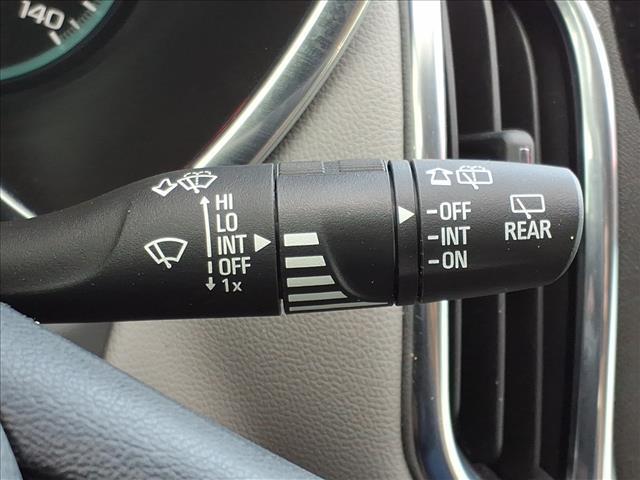 140
HI
LO
INT
OFF
1x
-OFF
-INT
-ON
REAR